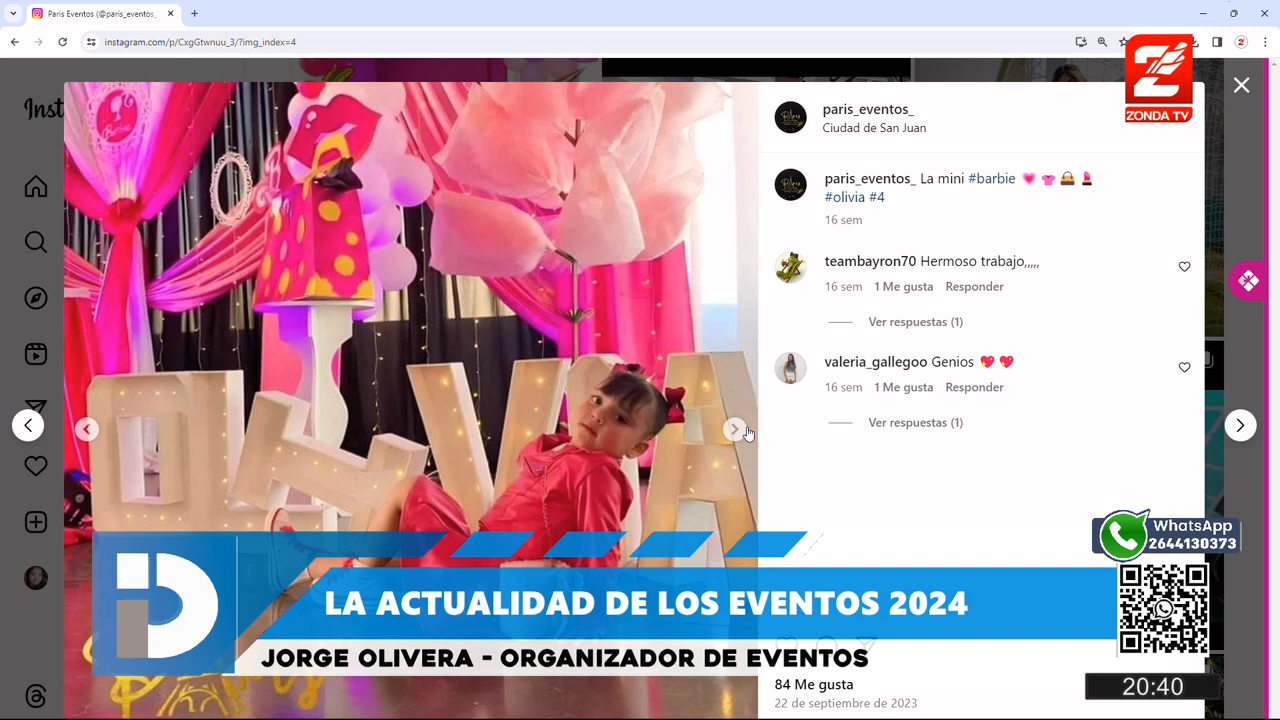 Paris Eventos (@paris_eventos_
instagram.com/p/CxgGtwnuu_3/?img_index=4
ZONDA TV
Inst
Barbie
paris_eventos_
Ciudad de San Juan
paris_eventos_ La mini #barbie 💗 👚 👜 💄
#olivia #4
16 sem
teambayron70 Hermoso trabajo,,,,,
16 sem 1 Me gusta Responder
Ver respuestas (1)
valeria_gallegoo Genios 💖 💖
16 sem 1 Me gusta Responder
Ver respuestas (1)
OLIVIA
WhatsApp
2644130373
LA ACTUALIDAD DE LOS EVENTOS 2024
JORGE OLIVERA - ORGANIZADOR DE EVENTOS
84 Me gusta
22 de septiembre de 2023
20:40